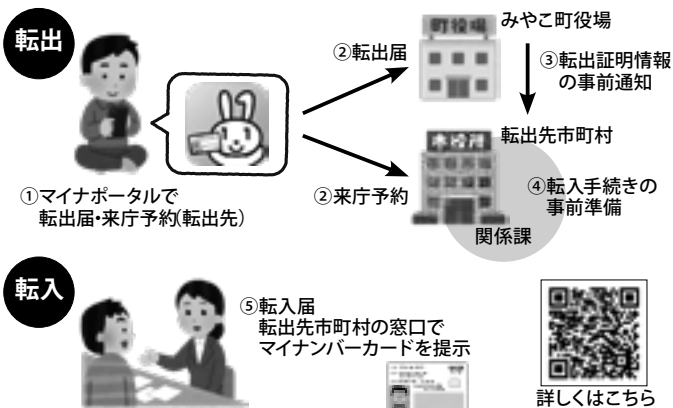 転出
町役場
みやこ町役場
②転出届
③転出証明情報
の事前通知
市役所
転出先市町村
①マイナポータルで
転出届・来庁予約(転出先)
②来庁予約
④転入手続きの
事前準備
関係課
転入
⑤転入届
転出先市町村の窓口で
マイナンバーカードを提示
詳しくはこちら